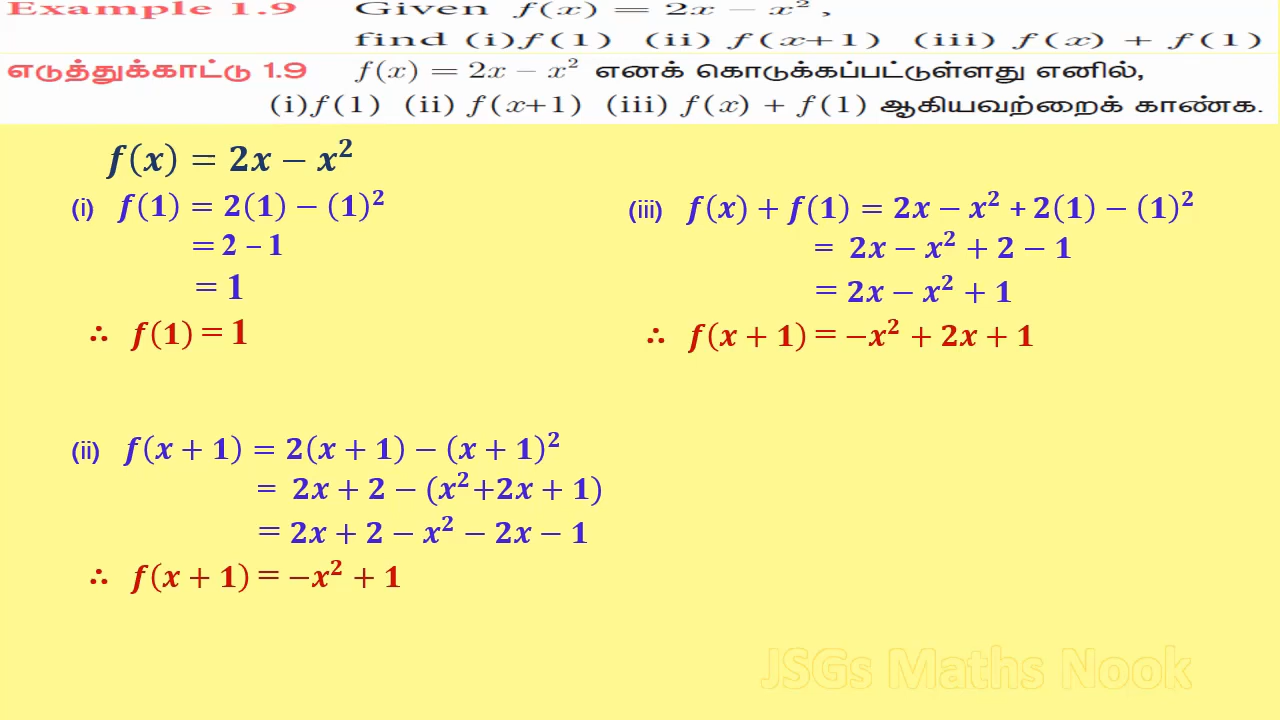 Example 1.9 Given f(x) = 2x − x²,
find (i)f(1) (ii) f(x+1) (iii) f(x) + f(1)
எடுத்துக்காட்டு 1.9 f(x) = 2x − x² எனக் கொடுக்கப்பட்டுள்ளது எனில்,
(i)f(1) (ii) f(x+1) (iii) f(x) + f(1) ஆகியவற்றைக் காண்க.
f(x) = 2x − x²
(i) f(1) = 2(1) − (1)²
= 2 − 1
= 1
∴ f(1) = 1
(ii) f(x + 1) = 2(x + 1) − (x + 1)²
= 2x + 2 − (x²+2x + 1)
= 2x + 2 − x² − 2x − 1
∴ f(x + 1) = −x² + 1
(iii) f(x) + f(1) = 2x − x² + 2(1) − (1)²
= 2x − x² + 2 − 1
= 2x − x² + 1
∴ f(x + 1) = −x² + 2x + 1
JSGs Maths Nook